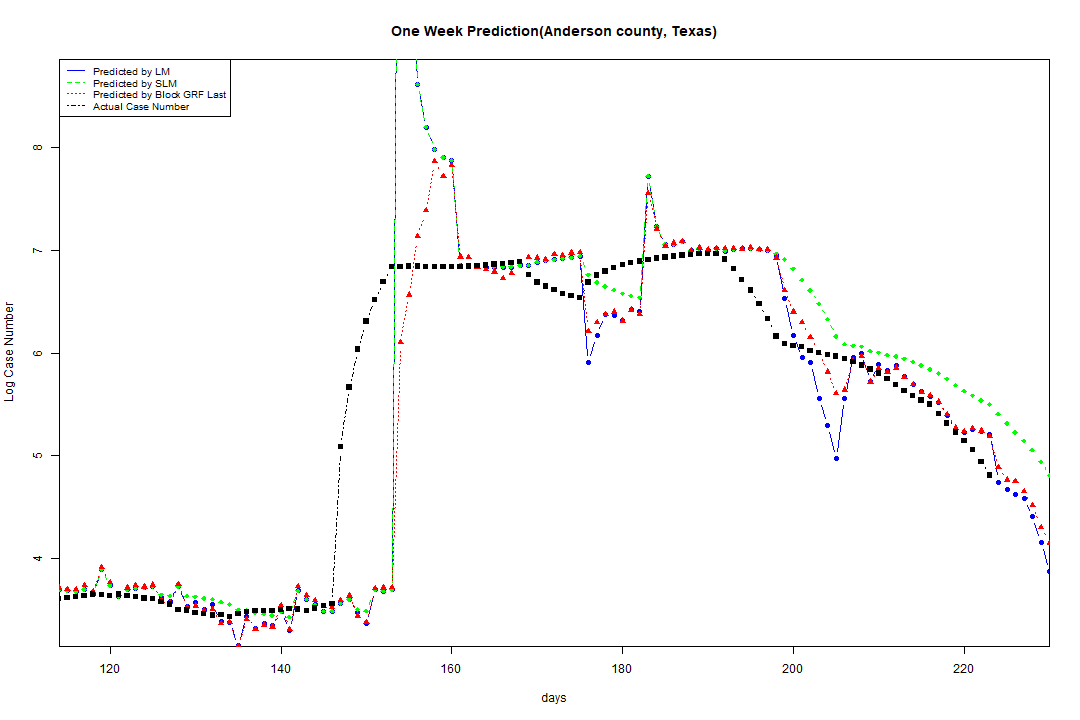 One Week Prediction(Anderson county, Texas)
Predicted by LM
Predicted by SLM
Predicted by Block GRF Last
Actual Case Number
8
7
6
5
4
Log Case Number
120 140 160 180 200 220
days